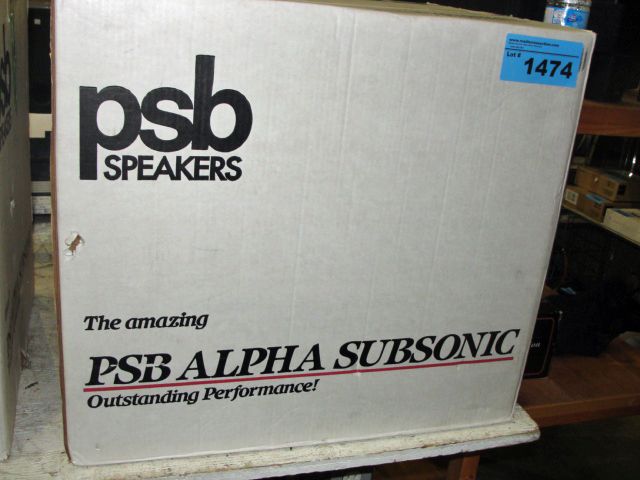 psb
SPEAKERS
Lot #
1474
The amazing
PSB ALPHA SUBSONIC
Outstanding Performance!